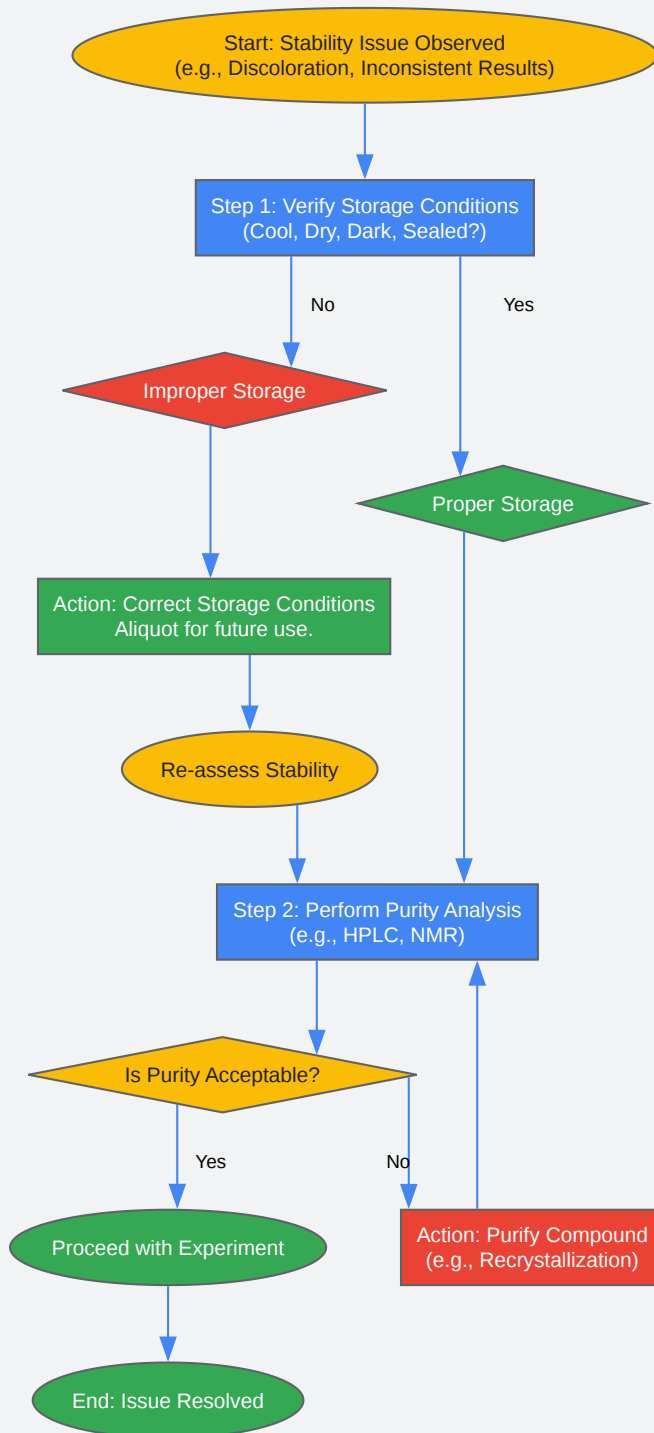 Start: Stability Issue Observed
(e.g., Discoloration, Inconsistent Results)
Step 1: Verify Storage Conditions
(Cool, Dry, Dark, Sealed?)
No
Yes
Improper Storage
Proper Storage
Action: Correct Storage Conditions
Aliquot for future use.
Re-assess Stability
Step 2: Perform Purity Analysis
(e.g., HPLC, NMR)
Is Purity Acceptable?
Yes
No
Proceed with Experiment
Action: Purify Compound
(e.g., Recrystallization)
End: Issue Resolved